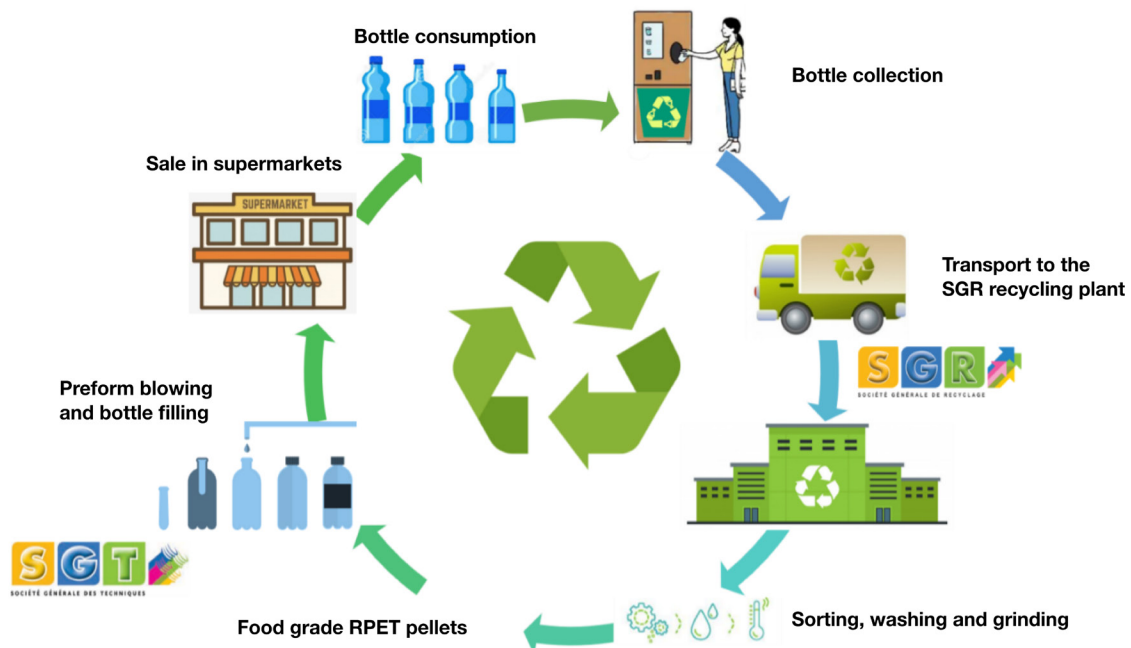 Bottle consumption
Bottle collection
Sale in supermarkets
SUPERMARKET
Transport to the
SGR recycling plant
SGR
SOCIÉTÉ GÉNÉRALE DE RECYCLAGE
Preform blowing
and bottle filling
SGT
SOCIÉTÉ GÉNÉRALE DES TECHNIQUES
Sorting, washing and grinding
Food grade RPET pellets